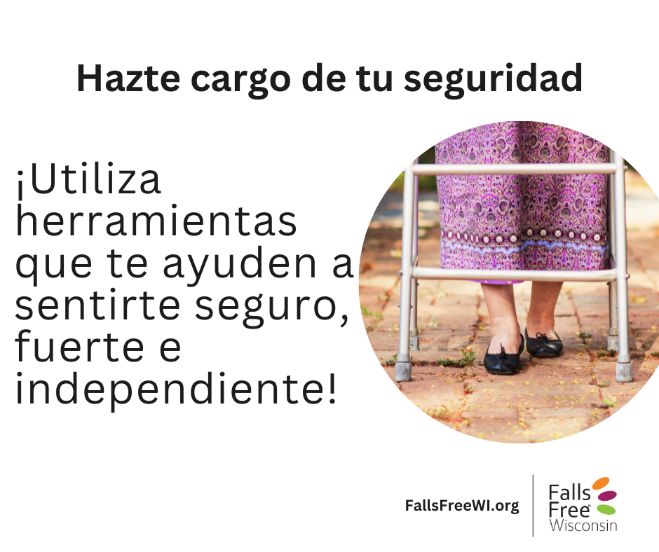 Hazte cargo de tu seguridad
¡Utiliza
herramientas
que te ayuden a
sentirte seguro,
fuerte e
independiente!
FallsFreeWI.org
Falls
Free
Wisconsin